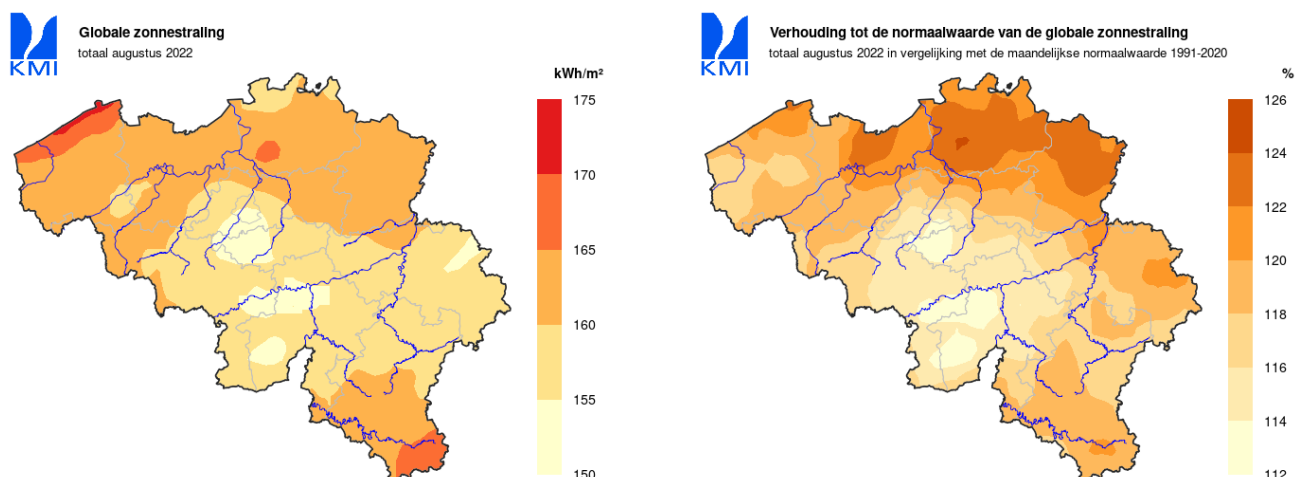 KMI
Globale zonnestraling
totaal augustus 2022
kWh/m²
175
170
165
160
155
150
KMI
Verhouding tot de normaalwaarde van de globale zonnestraling
totaal augustus 2022 in vergelijking met de maandelijkse normaalwaarde 1991-2020
%
126
124
122
120
118
116
114
112